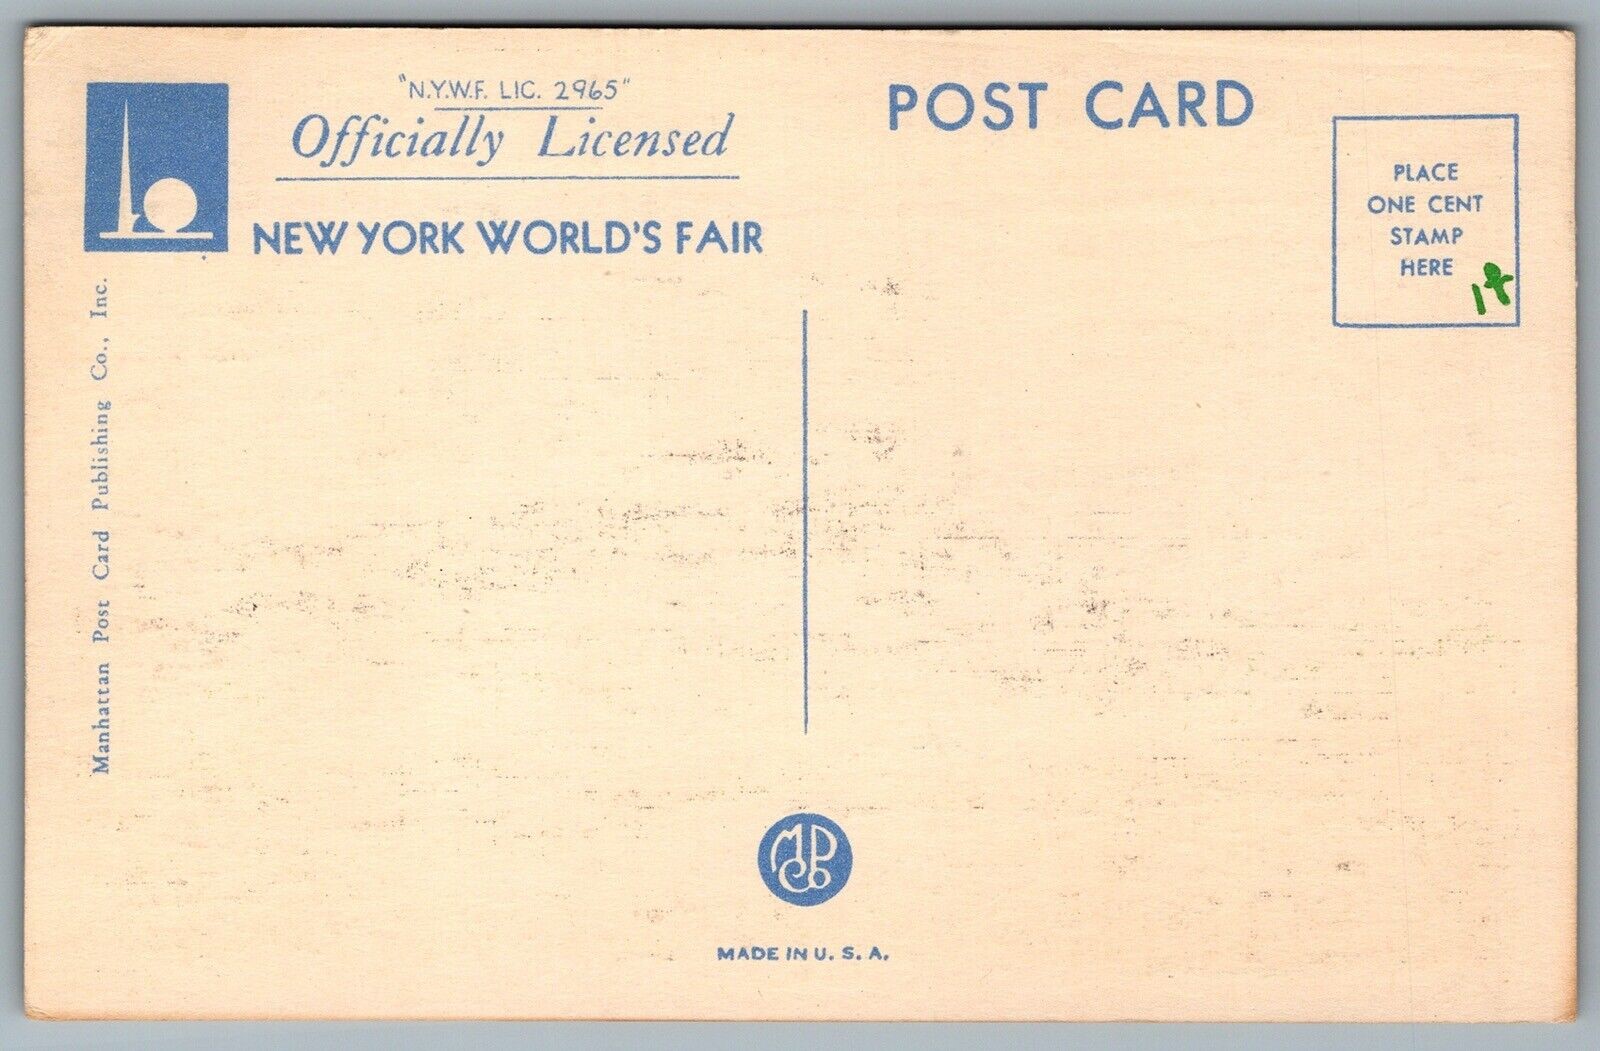 "N.Y.W.F. LIC. 2965"
Officially Licensed
NEW YORK WORLD'S FAIR
POST CARD
PLACE
ONE CENT
STAMP
HERE
Manhattan Post Card Publishing Co., Inc.
MPCo
MADE IN U. S. A.